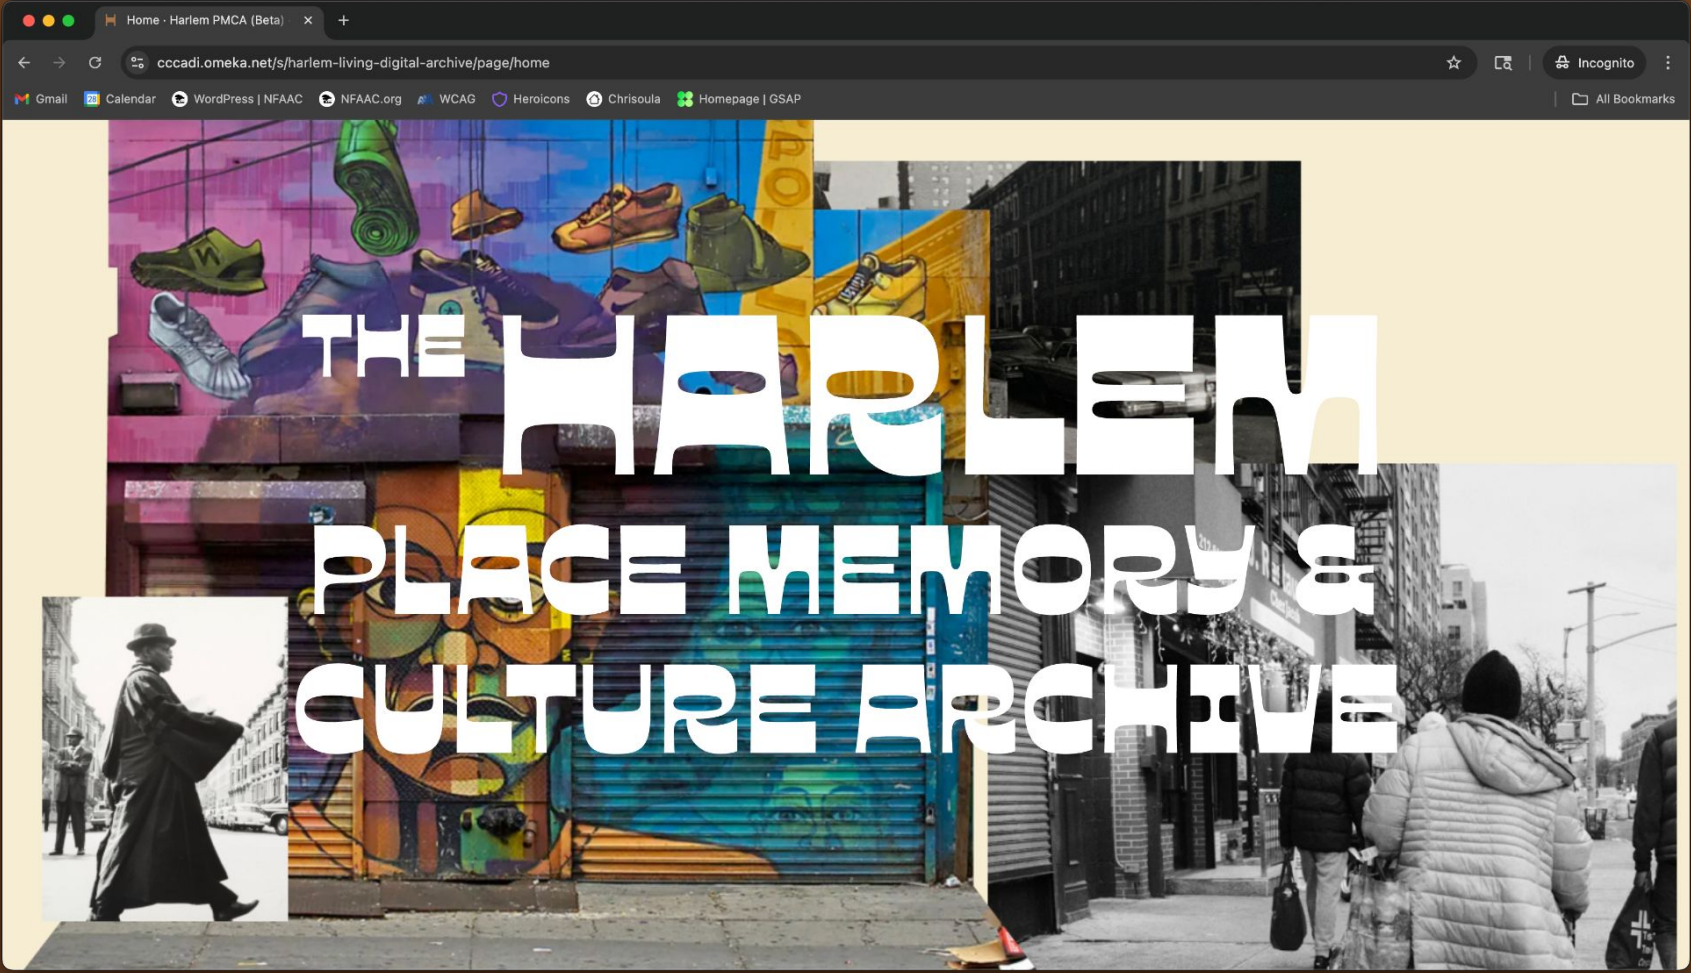 Home · Harlem PMCA (Beta)
cccadi.omeka.net/s/harlem-living-digital-archive/page/home
Incognito
Gmail
28
Calendar
WordPress | NFAAC
NFAAC.org
WCAG
Heroicons
Chrisoula
Homepage | GSAP
All Bookmarks
THE HARLEM
PLACE MEMORY &
CULTURE ARCHIVE